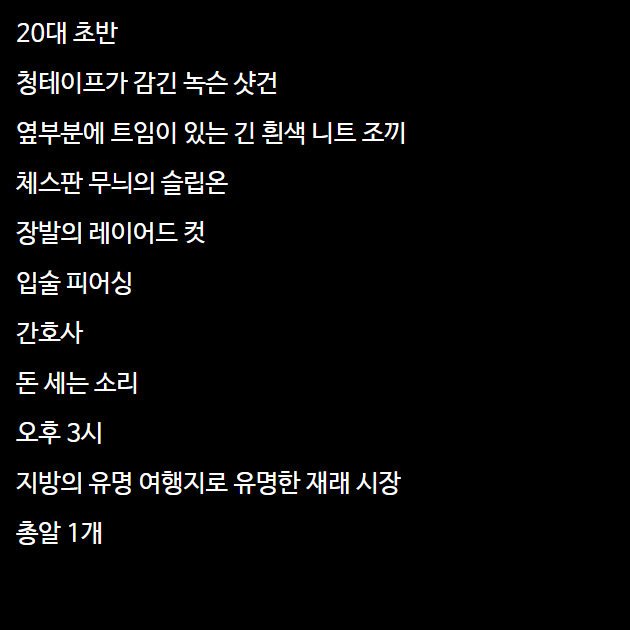 20대 초반
청테이프가 감긴 녹슨 샷건
옆부분에 트임이 있는 긴 흰색 니트 조끼
체스판 무늬의 슬립온
장발의 레이어드 컷
입술 피어싱
간호사
돈 세는 소리
오후 3시
지방의 유명 여행지로 유명한 재래 시장
총알 1개